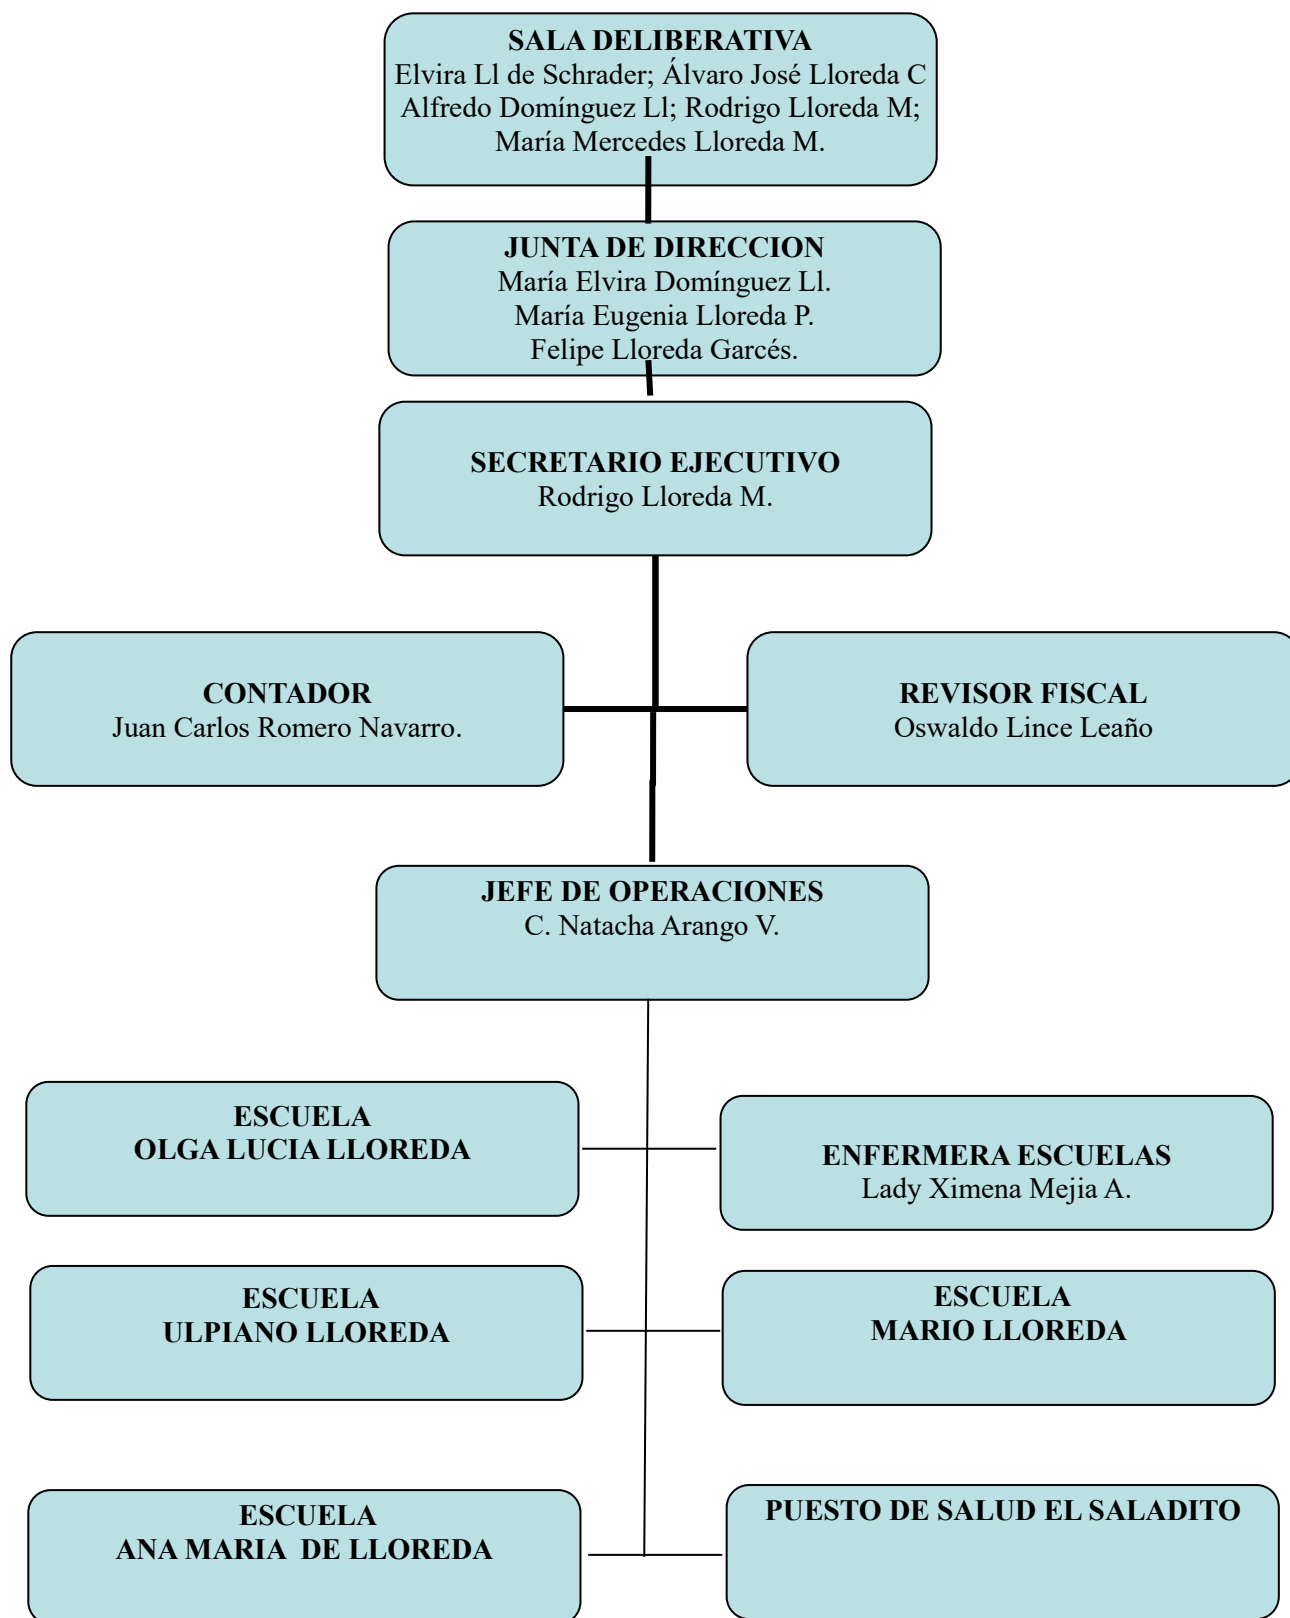 SALA DELIBERATIVA
Elvira Ll de Schrader; Álvaro José Lloreda C
Alfredo Domínguez Ll; Rodrigo Lloreda M;
María Mercedes Lloreda M.
JUNTA DE DIRECCION
María Elvira Domínguez Ll.
María Eugenia Lloreda P.
Felipe Lloreda Garcés.
SECRETARIO EJECUTIVO
Rodrigo Lloreda M.
CONTADOR
Juan Carlos Romero Navarro.
REVISOR FISCAL
Oswaldo Lince Leaño
JEFE DE OPERACIONES
C. Natacha Arango V.
ESCUELA
OLGA LUCIA LLOREDA
ENFERMERA ESCUELAS
Lady Ximena Mejia A.
ESCUELA
ULPIANO LLOREDA
ESCUELA
MARIO LLOREDA
ESCUELA
ANA MARIA DE LLOREDA
PUESTO DE SALUD EL SALADITO